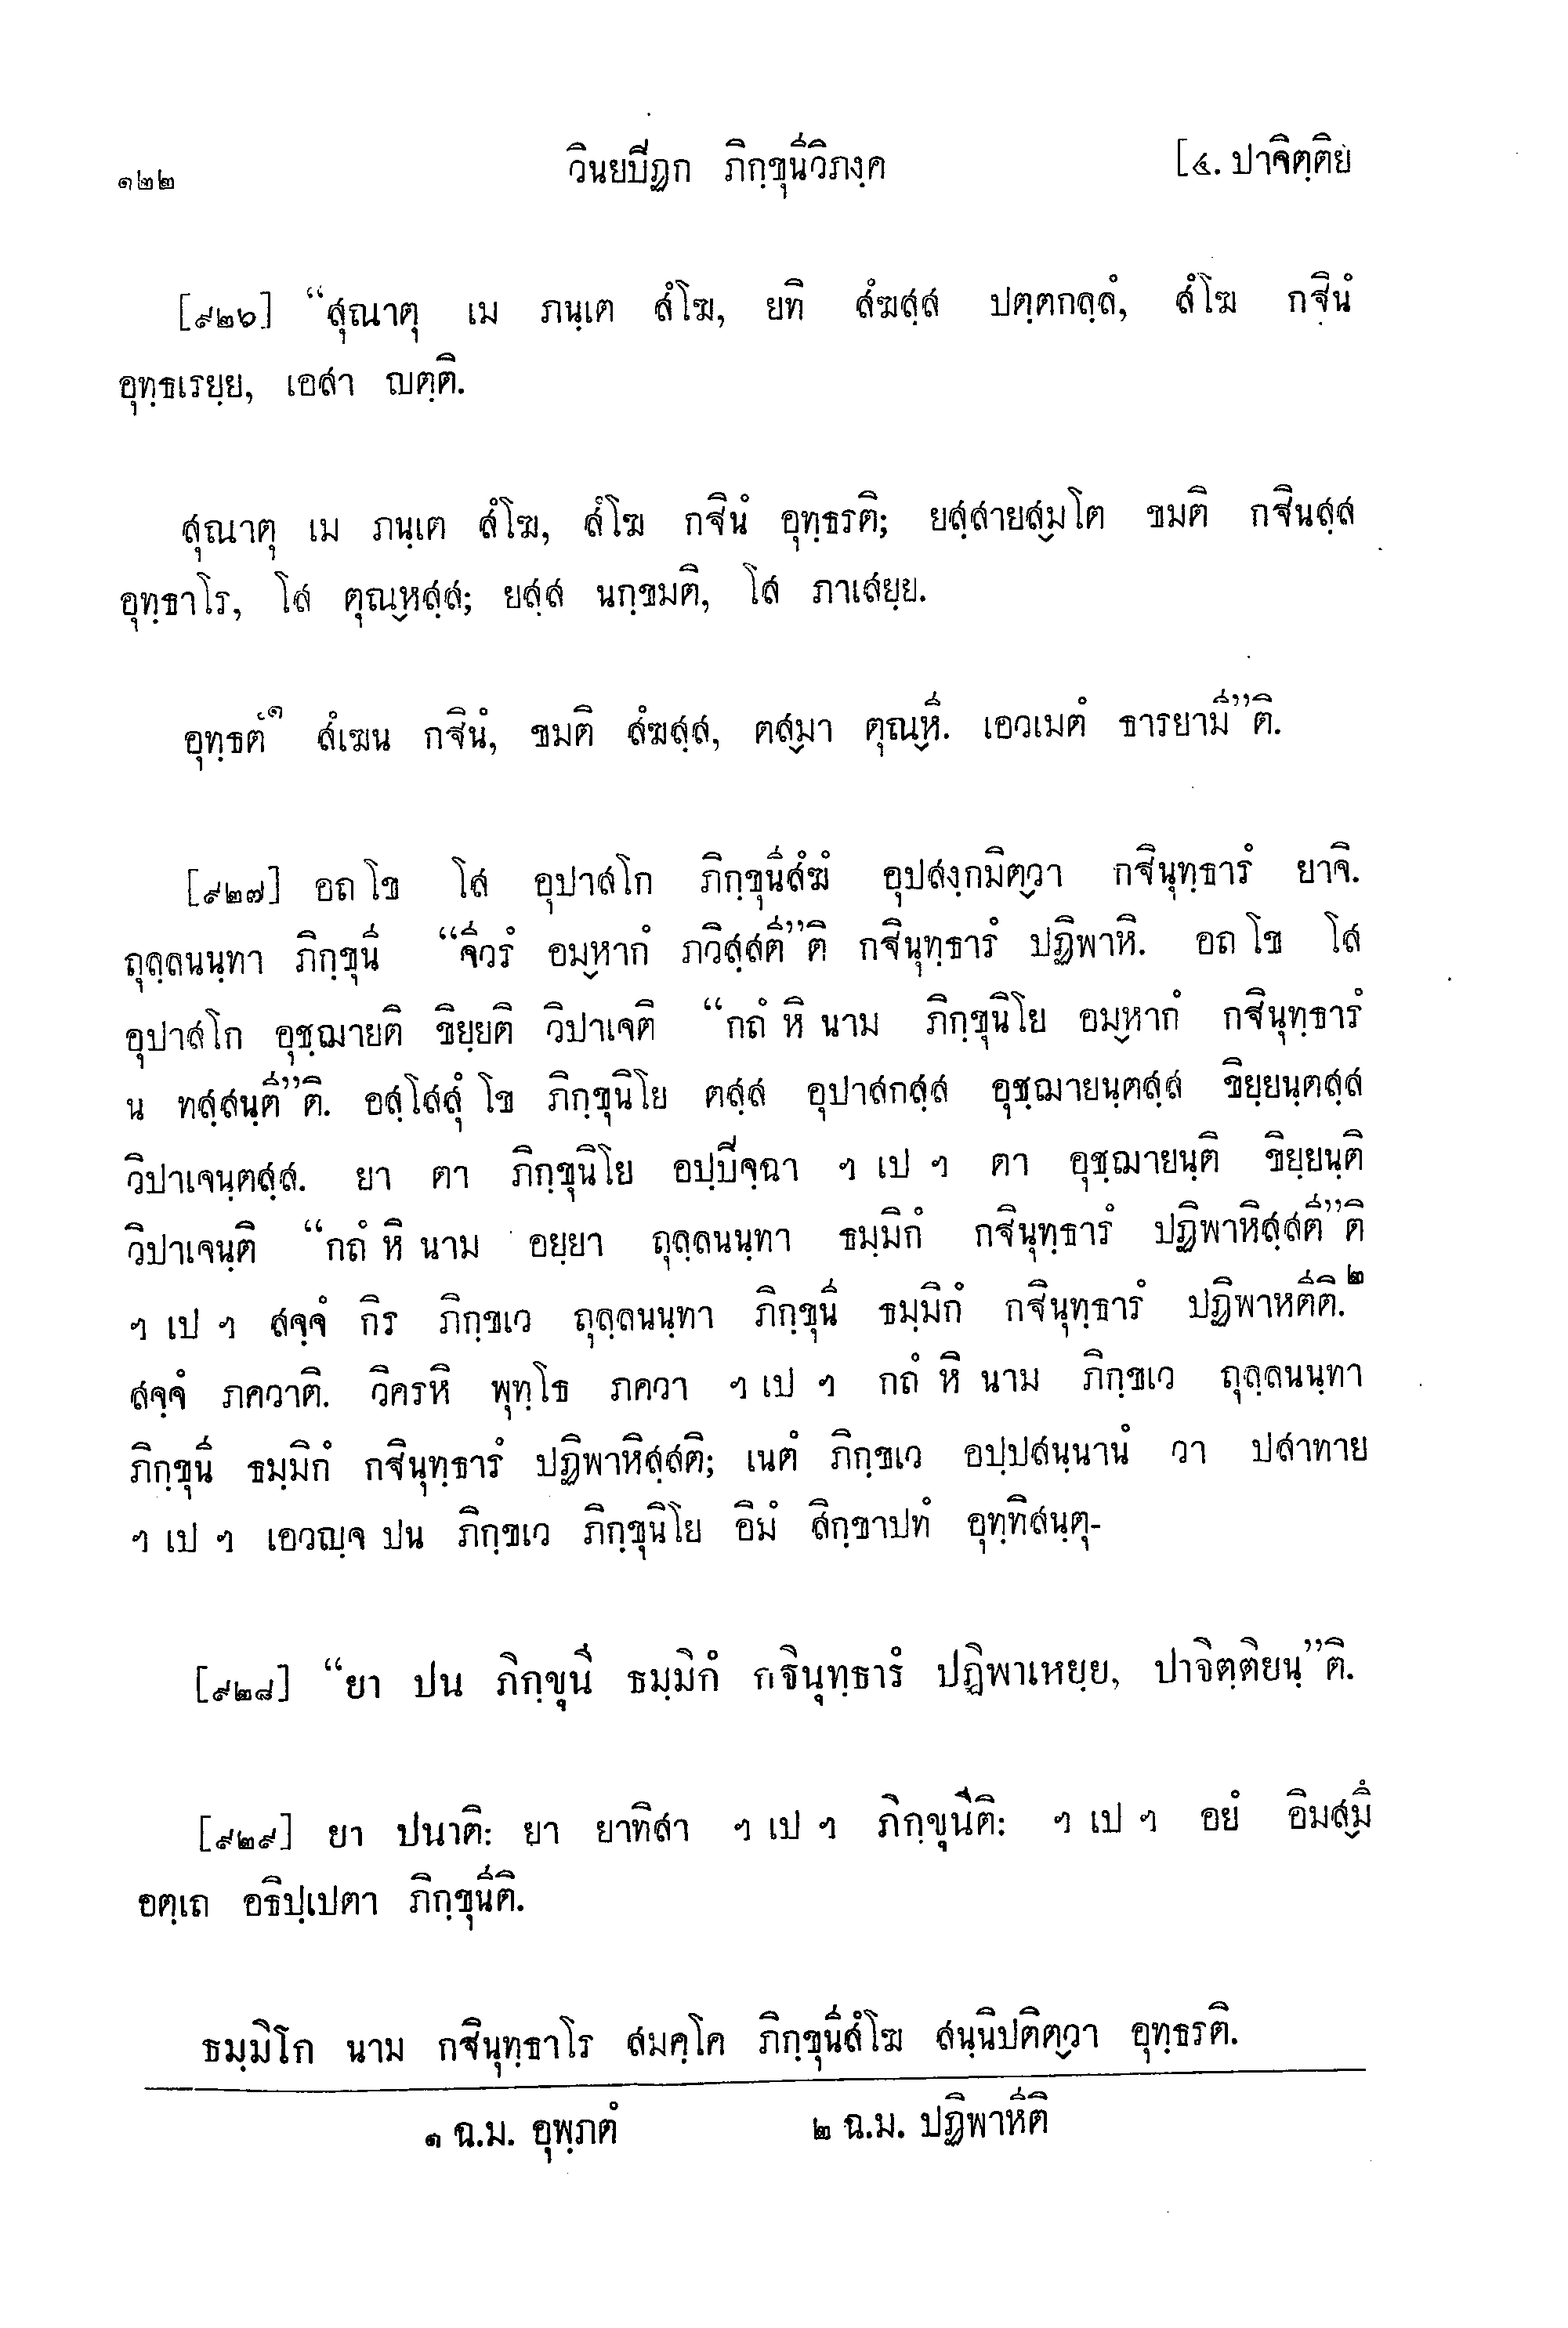 ๑๒๒ วินยปิฏก ภิกฺขุนีวิภงฺค [๔. ปาจิตฺติย
[๙๒๖] “สุณาตุ เม ภนฺเต สํโฆ, ยทิ สํฆสฺส ปตฺตกลฺลํ, สํโฆ กฐินํ
อุทฺธเรยฺย, เอสา ญตฺติ.
สุณาตุ เม ภนฺเต สํโฆ, สํโฆ กฐินํ อุทฺธรติ; ยสฺสายสฺมโต ขมติ กฐินสฺส
อุทฺธาโร, โส ตุณฺหสฺส; ยสฺส นกฺขมติ, โส ภาเสยฺย.
อุทฺธตํ๑ สํเฆน กฐินํ, ขมติ สํฆสฺส, ตสฺมา ตุณฺหี. เอวเมตํ ธารยามี”ติ.
[๙๒๗] อถ โข โส อุปาสโก ภิกฺขุนีสํฆํ อุปสงฺกมิตฺวา กฐินุทฺธารํ ยาจิ.
ถุลฺลนนฺทา ภิกฺขุนี “จีวรํ อมฺหากํ ภวิสฺสตี”ติ กฐินุทฺธารํ ปฏิพาหิ. อถ โข โส
อุปาสโก อุชฺฌายติ ขิยฺยติ วิปาเจติ “กถํ หิ นาม ภิกฺขุนิโย อมฺหากํ กฐินุทฺธารํ
น ทสฺสนฺตี”ติ. อสฺโสสุํ โข ภิกฺขุนิโย ตสฺส อุปาสกสฺส อุชฺฌายนฺตสฺส ขิยฺยนฺตสฺส
วิปาเจนฺตสฺส. ยา ตา ภิกฺขุนิโย อปฺปิจฺฉา ฯ เป ฯ ตา อุชฺฌายนฺติ ขิยฺยนฺติ
วิปาเจนฺติ “กถํ หิ นาม อยฺยา ถุลฺลนนฺทา ธมฺมิกํ กฐินุทฺธารํ ปฏิพาหิสฺสตี”ติ
ฯ เป ฯ สจฺจํ กิร ภิกฺขเว ถุลฺลนนฺทา ภิกฺขุนี ธมฺมิกํ กฐินุทฺธารํ ปฏิพาหตีติ.๒
สจฺจํ ภควาติ. วิครหิ พุทฺโธ ภควา ฯ เป ฯ กถํ หิ นาม ภิกฺขเว ถุลฺลนนฺทา
ภิกฺขุนี ธมฺมิกํ กฐินุทฺธารํ ปฏิพาหิสฺสติ; เนตํ ภิกฺขเว อปฺปสนฺนานํ วา ปสาทาย
ฯ เป ฯ เอวญฺจ ปน ภิกฺขเว ภิกฺขุนิโย อิมํ สิกฺขาปทํ อุทฺทิสนฺตุ-
[๙๒๘] “ยา ปน ภิกฺขุนี ธมฺมิกํ กฐินุทฺธารํ ปฏิพาเหยฺย, ปาจิตฺติยนฺ”ติ.
[๙๒๙] ยา ปนาติ: ยา ยาทิสา ฯ เป ฯ ภิกฺขุนีติ: ฯ เป ฯ อยํ อิมสฺมึ
อตฺเถ อธิปฺเปตา ภิกฺขุนีติ.
ธมฺมิโก นาม กฐินุทฺธาโร สมคฺโค ภิกฺขุนีสํโฆ สนฺนิปติตฺวา อุทฺธรติ.
๑ ฉ.ม. อุพฺภตํ ๒ ฉ.ม. ปฏิพาหีติ